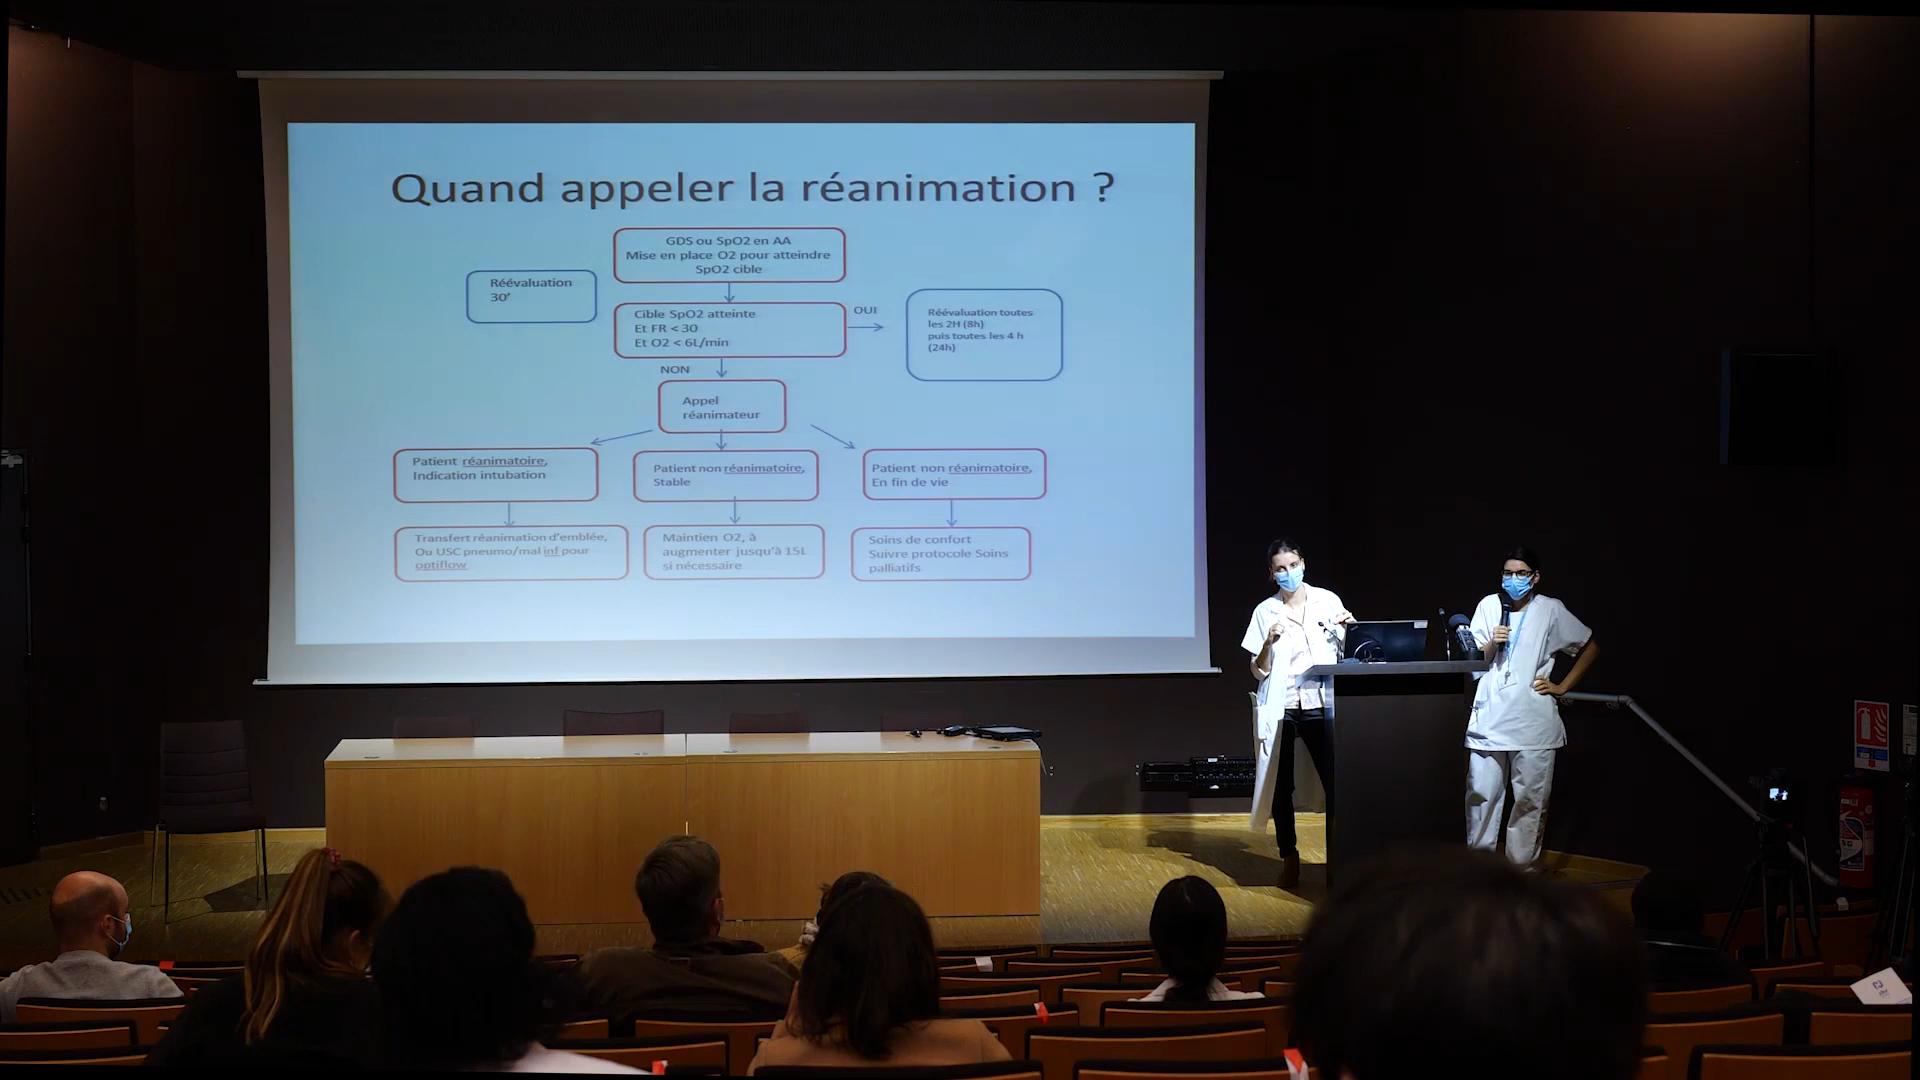 Quand appeler la réanimation ?
GDS ou SpO2 en AA
Mise en place O2 pour atteindre
SpO2 cible
Réévaluation
30'
Cible SpO2 atteinte
Et FR < 30
Et O2 < 6L/min
OUI
Réévaluation toutes
les 2H (8h)
puis toutes les 4 h
(24h)
NON
Appel
réanimateur
Patient réanimatoire,
Indication intubation
Patient non réanimatoire,
Stable
Patient non réanimatoire,
En fin de vie
Transfert réanimation d'emblée,
Ou USC pneumo/mal inf pour
optiflow
Maintien O2, à
augmenter jusqu'à 15L
si nécessaire
Soins de confort
Suivre protocole Soins
palliatifs